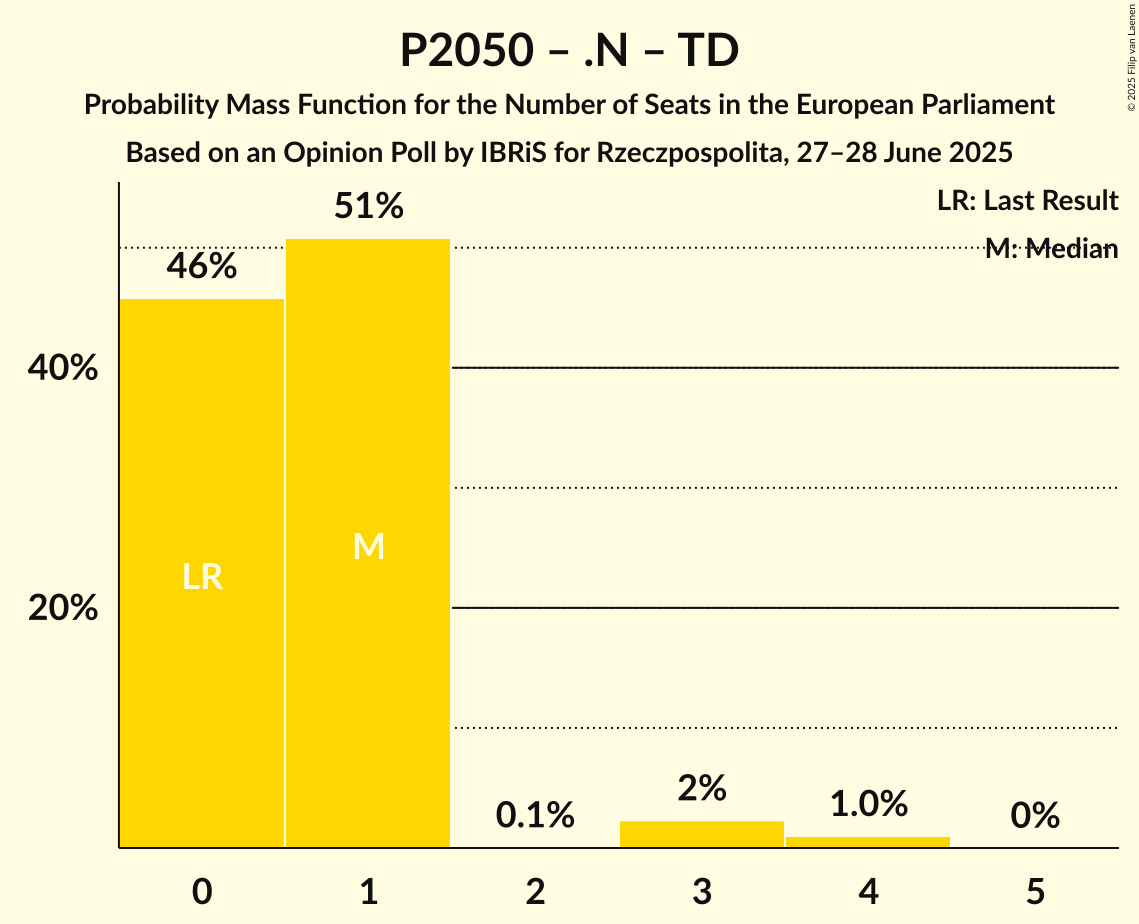 P2050 – .N – TD
Probability Mass Function for the Number of Seats in the European Parliament
Based on an Opinion Poll by IBRiS for Rzeczpospolita, 27–28 June 2025
© 2025 Filip van Laenen
LR: Last Result
M: Median
51%
46%
40%
20%
LR
M
0.1%
2%
1.0%
0%
0 1 2 3 4 5